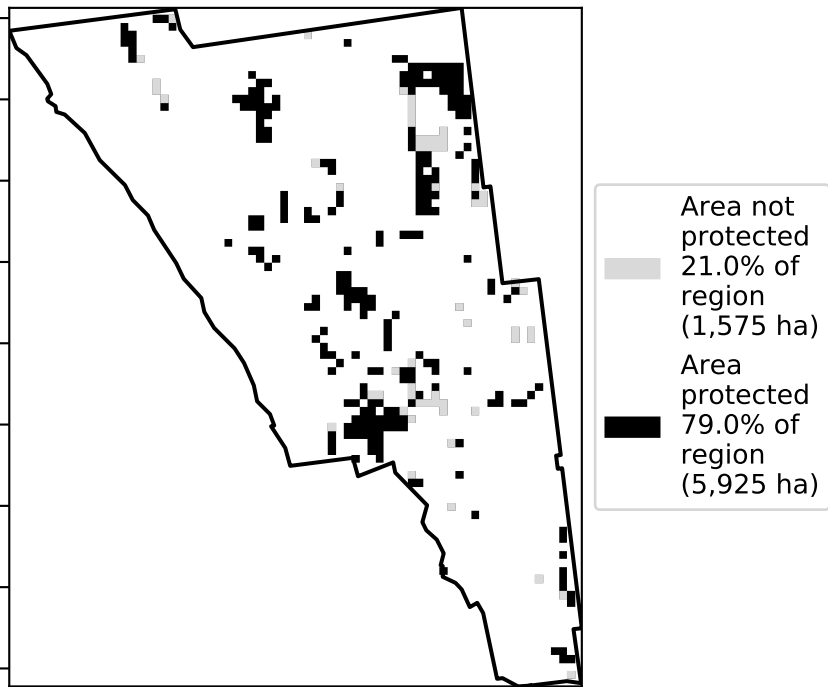 Area not
protected
21.0% of
region
(1,575 ha)
Area
protected
79.0% of
region
(5,925 ha)